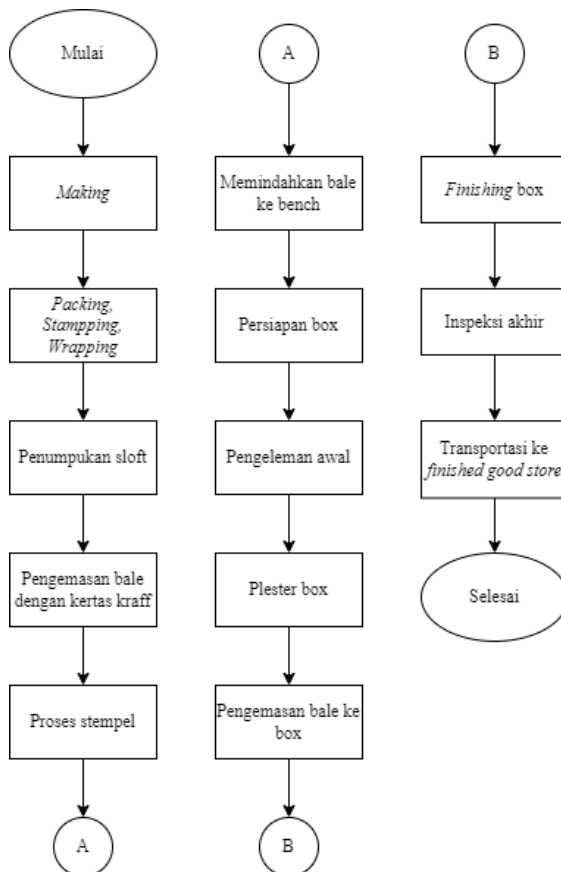 Mulai
Making
Packing,
Stampping,
Wrapping
Penumpukan sloft
Pengemasan bale
dengan kertas kraff
Proses stempel
A
A
Memindahkan bale
ke bench
Persiapan box
Pengeleman awal
Plester box
Pengemasan bale ke
box
B
B
Finishing box
Inspeksi akhir
Transportasi ke
finished good store
Selesai